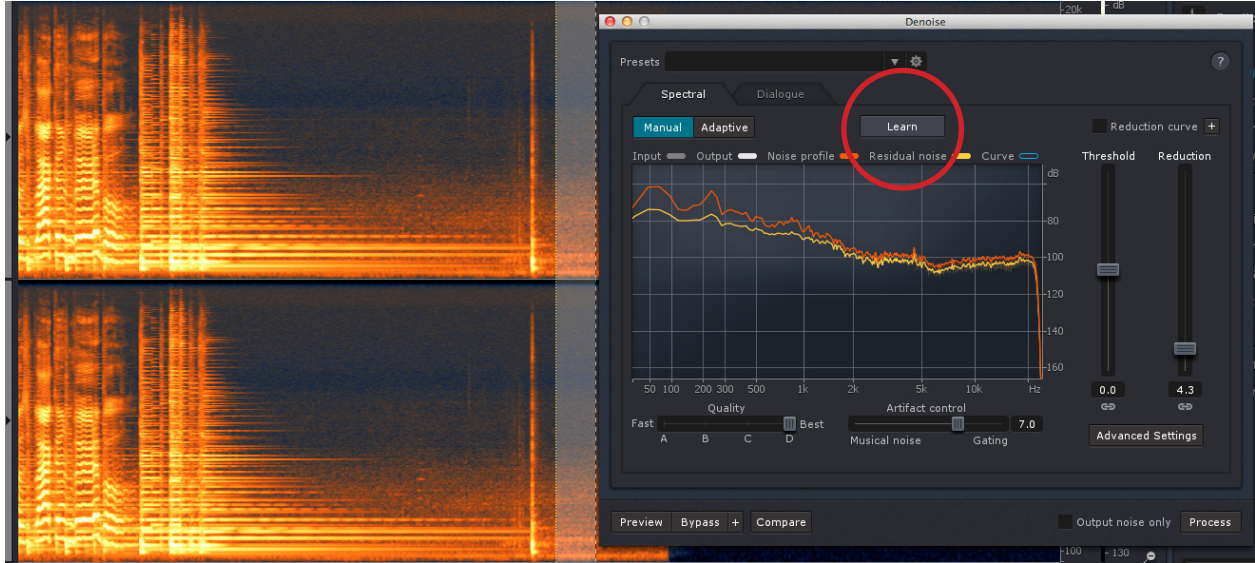 -20k
- dB
Denoise
Presets
?
Spectral Dialogue
Manual Adaptive Learn Reduction curve +
Input Output Noise profile Residual noise Curve Threshold Reduction
dB
-80
-100
-120
-140
-160
50 100 200 300 500 1k 2k 5k 10k Hz
0.0 4.3
Quality Artifact control
Fast Best 7.0
A B C D Musical noise Gating
Advanced Settings
Preview Bypass + Compare Output noise only Process
-100 - 130